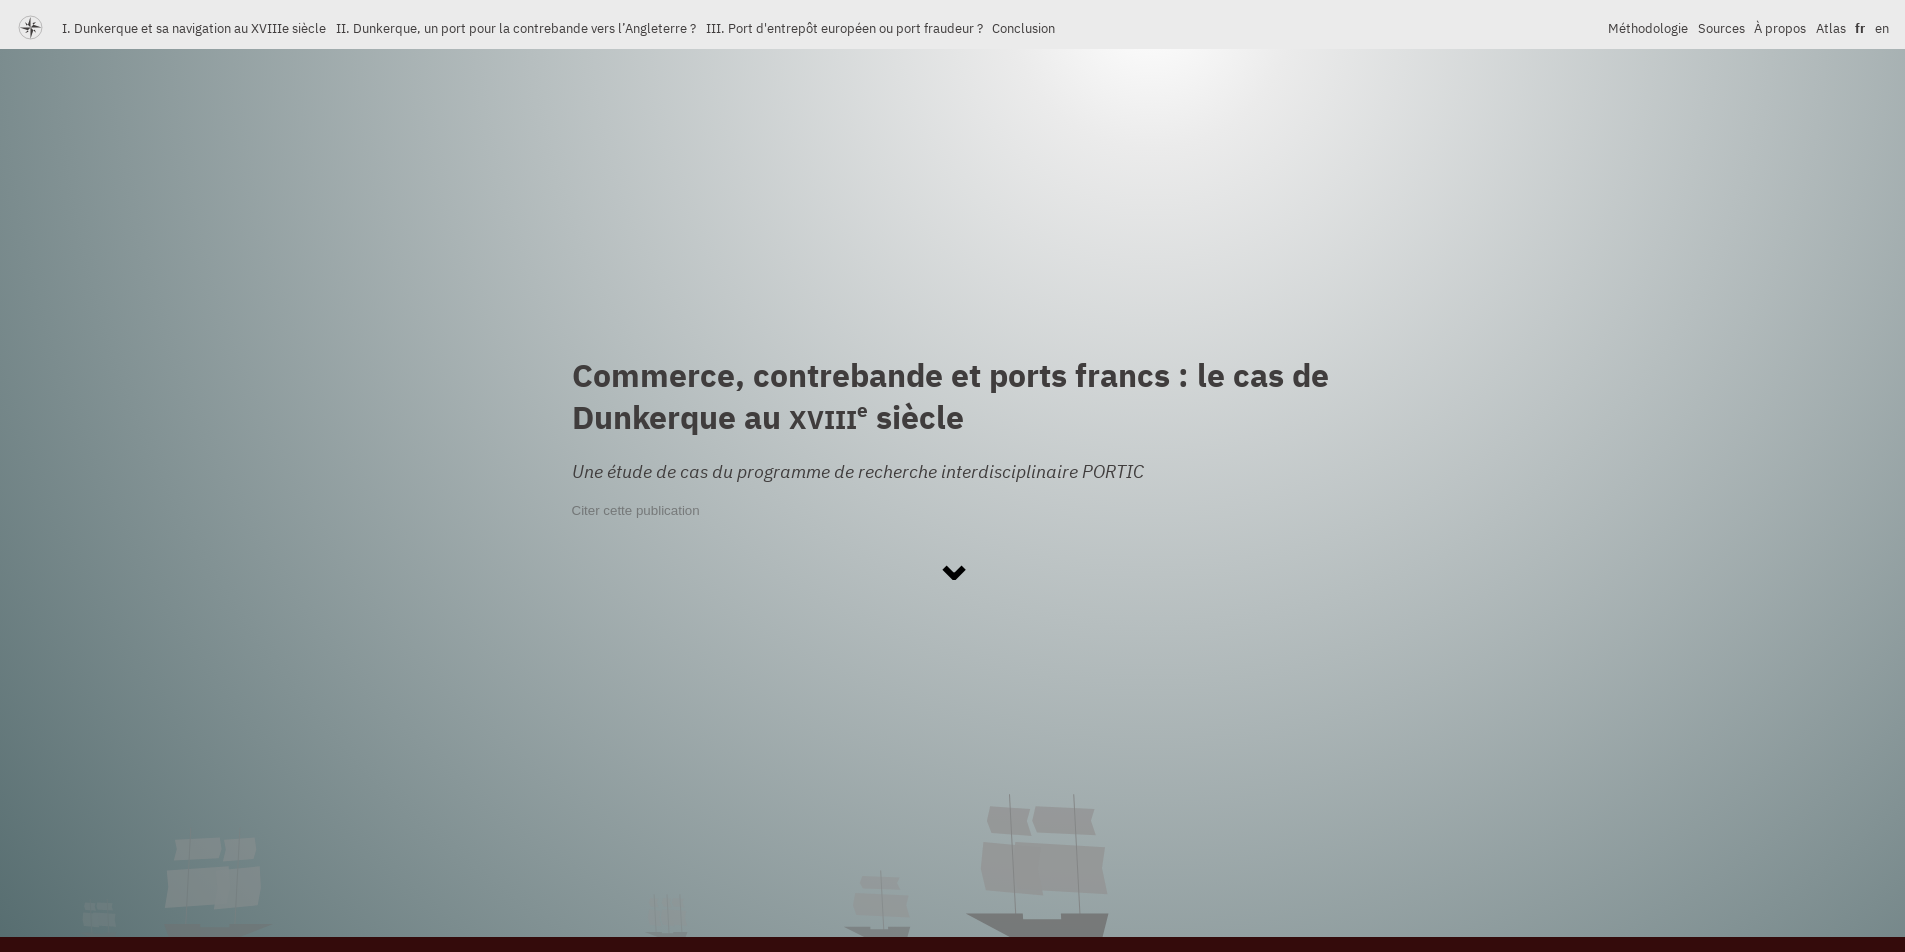 I. Dunkerque et sa navigation au XVIIIe siècle II. Dunkerque, un port pour la contrebande vers l’Angleterre ? III. Port d'entrepôt européen ou port fraudeur ? Conclusion Méthodologie Sources À propos Atlas fr en
Commerce, contrebande et ports francs : le cas de
Dunkerque au XVIIIe siècle
Une étude de cas du programme de recherche interdisciplinaire PORTIC
Citer cette publication